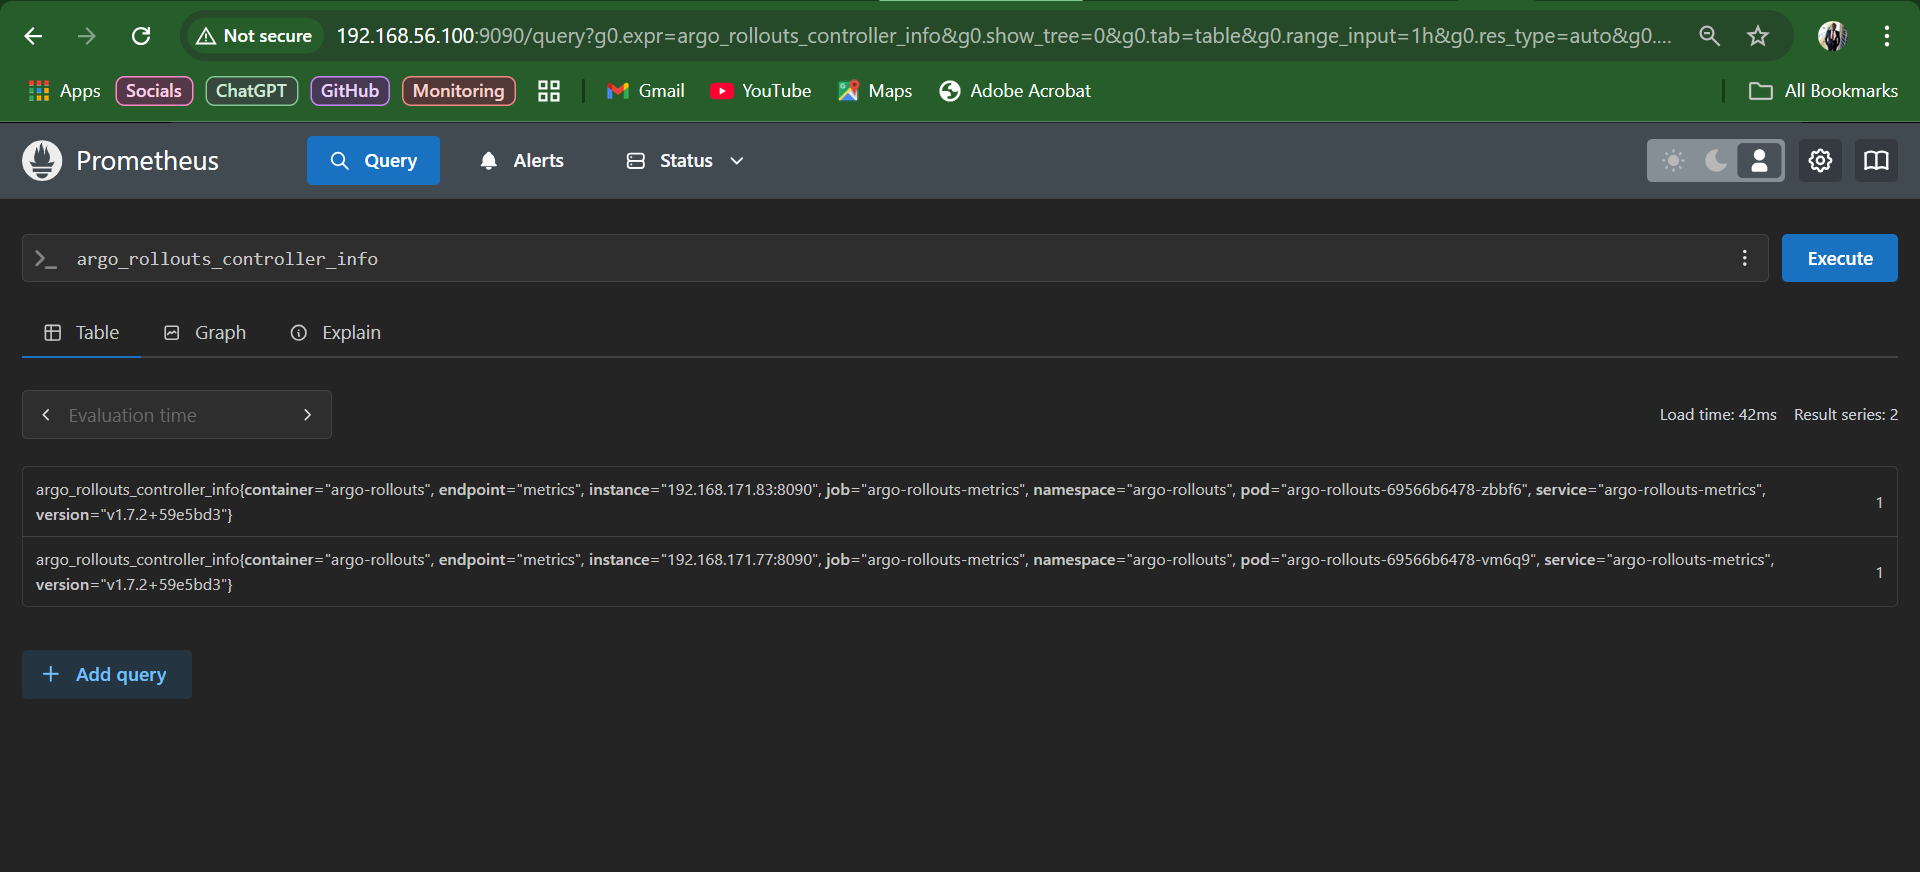 Not secure 192.168.56.100:9090/query?g0.expr=argo_rollouts_controller_info&g0.show_tree=0&g0.tab=table&g0.range_input=1h&g0.res_type=auto&g0....
Apps Socials ChatGPT GitHub Monitoring Gmail YouTube Maps Adobe Acrobat All Bookmarks
Prometheus Query Alerts Status
>_ argo_rollouts_controller_info Execute
Table Graph Explain
Evaluation time Load time: 42ms Result series: 2
argo_rollouts_controller_info{container="argo-rollouts", endpoint="metrics", instance="192.168.171.83:8090", job="argo-rollouts-metrics", namespace="argo-rollouts", pod="argo-rollouts-69566b6478-zbbf6", service="argo-rollouts-metrics",
version="v1.7.2+59e5bd3"} 1
argo_rollouts_controller_info{container="argo-rollouts", endpoint="metrics", instance="192.168.171.77:8090", job="argo-rollouts-metrics", namespace="argo-rollouts", pod="argo-rollouts-69566b6478-vm6q9", service="argo-rollouts-metrics",
version="v1.7.2+59e5bd3"} 1
+ Add query